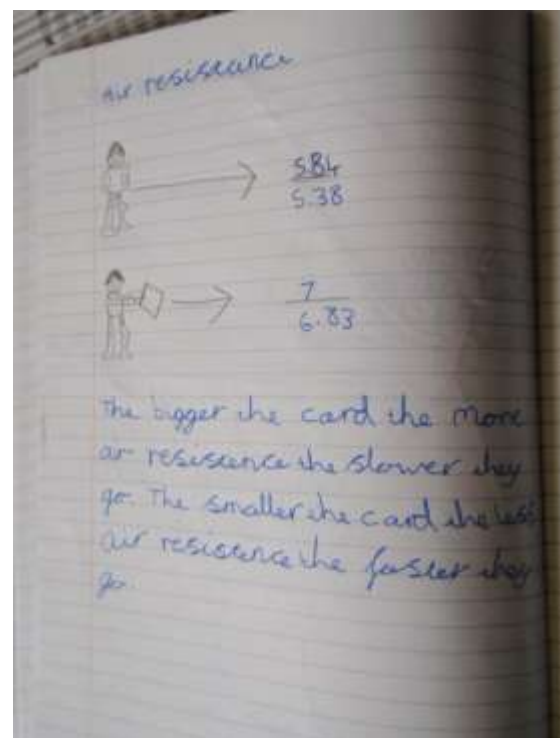 Air resistance
5.84
5.38
7
6.83
The bigger the card the more
air resistance the slower they
go. The smaller the card the less
air resistance the faster they
go.